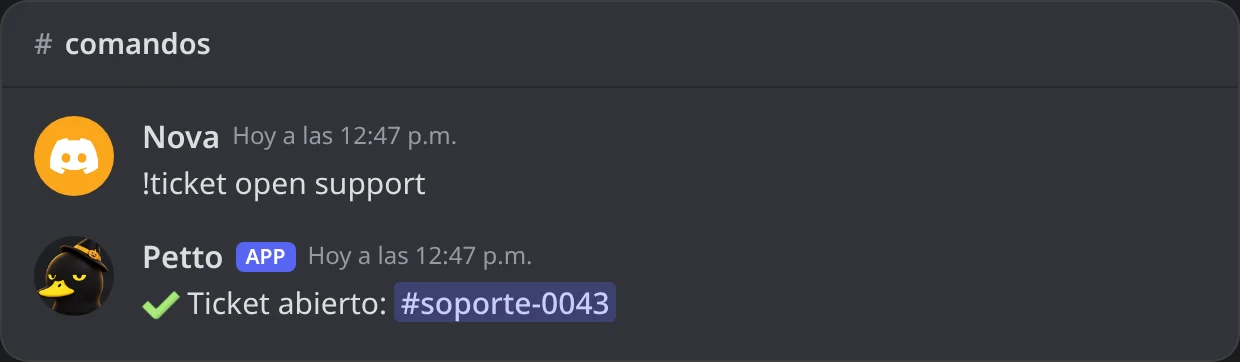 # comandos
Nova Hoy a las 12:47 p.m.
!ticket open support
Petto APP Hoy a las 12:47 p.m.
✔ Ticket abierto: #soporte-0043